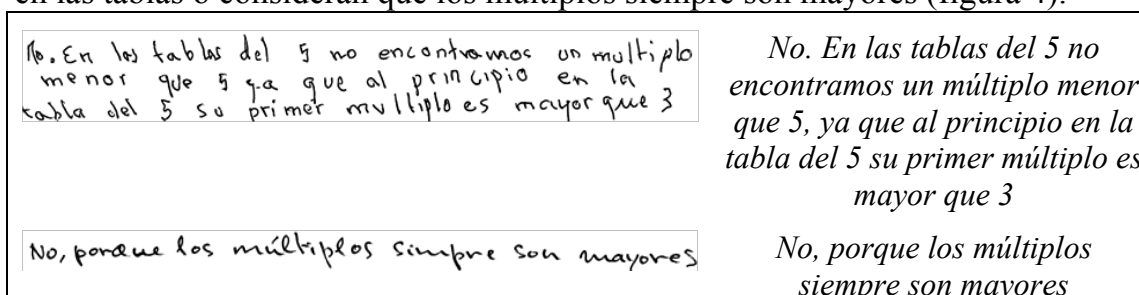 en las tablas o consideran que los múltiplos siempre son mayores (figura 4).
No. En las tablas del 5 no encontramos un multiplo
menor que 5 ya que al principio en la
tabla del 5 su primer multiplo es mayor que 3
No. En las tablas del 5 no
encontramos un múltiplo menor
que 5, ya que al principio en la
tabla del 5 su primer múltiplo es
mayor que 3
No, porque los múltiplos simpre son mayores
No, porque los múltiplos
siempre son mayores